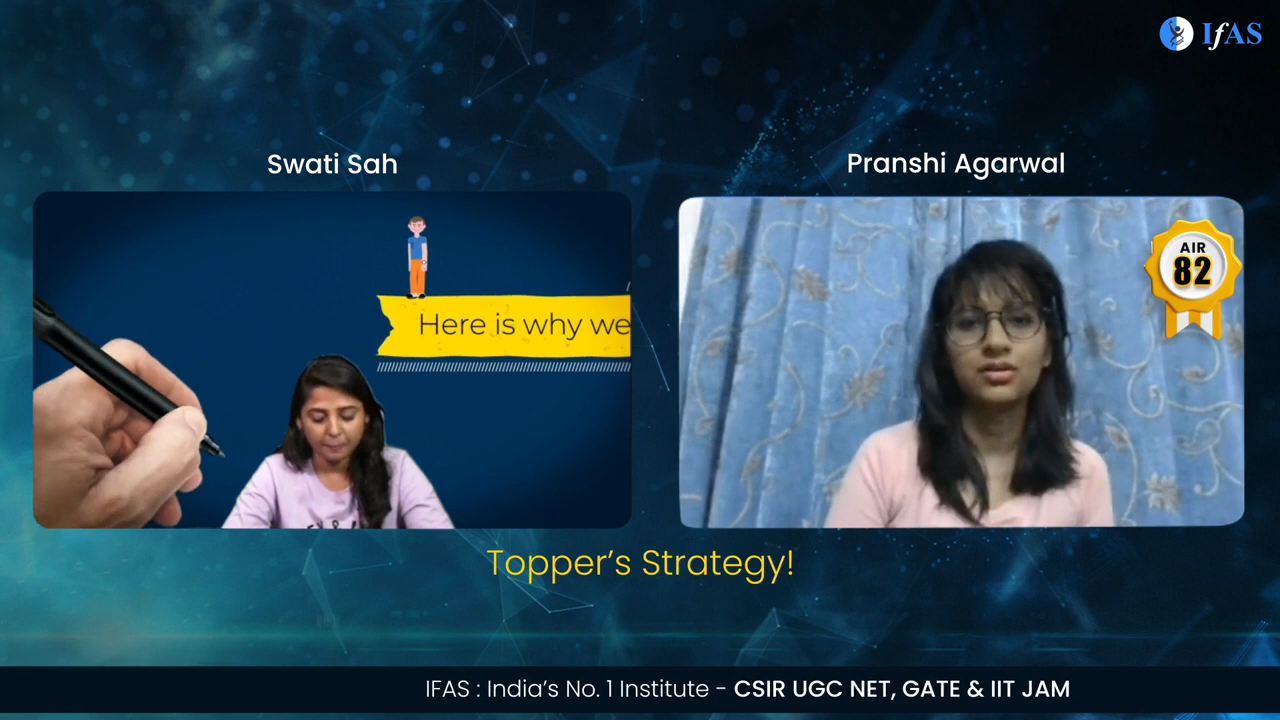 IfAS
Swati Sah
Pranshi Agarwal
AIR
82
Here is why we
Topper's Strategy!
IFAS : India's No. 1 Institute - CSIR UGC NET, GATE & IIT JAM